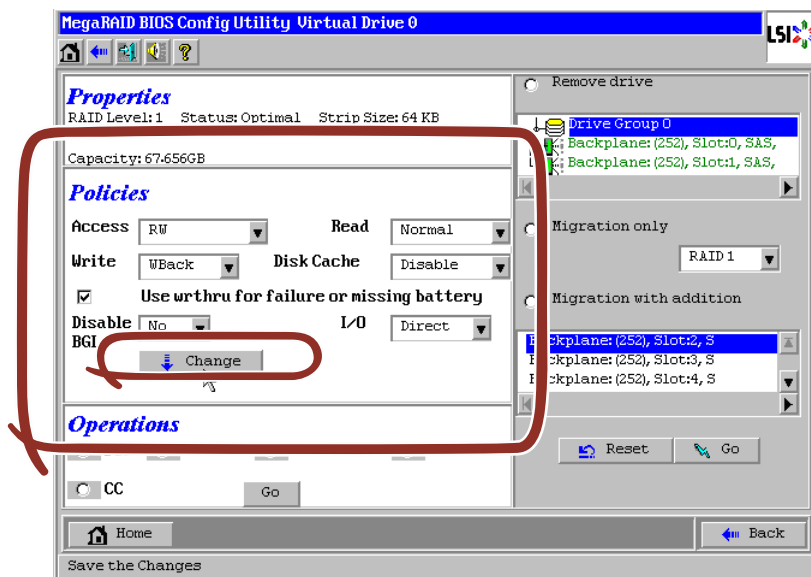 MegaRAID BIOS Config Utility Virtual Drive 0
LSI
?
Properties
RAID Level: 1 Status: Optimal Strip Size: 64 KB
Capacity: 67.656GB
Policies
Access RW Read Normal
Write WBack Disk Cache Disable
Use wrthru for failure or missing battery
Disable BGI No I/O Direct
Change
Operations
CC
Go
Remove drive
Drive Group 0
Backplane: (252), Slot:0, SAS,
Backplane: (252), Slot:1, SAS,
Migration only
RAID 1
Migration with addition
Backplane: (252), Slot:2, S
ckplane: (252), Slot:3, S
ckplane: (252), Slot:4, S
Reset Go
Home Back
Save the Changes